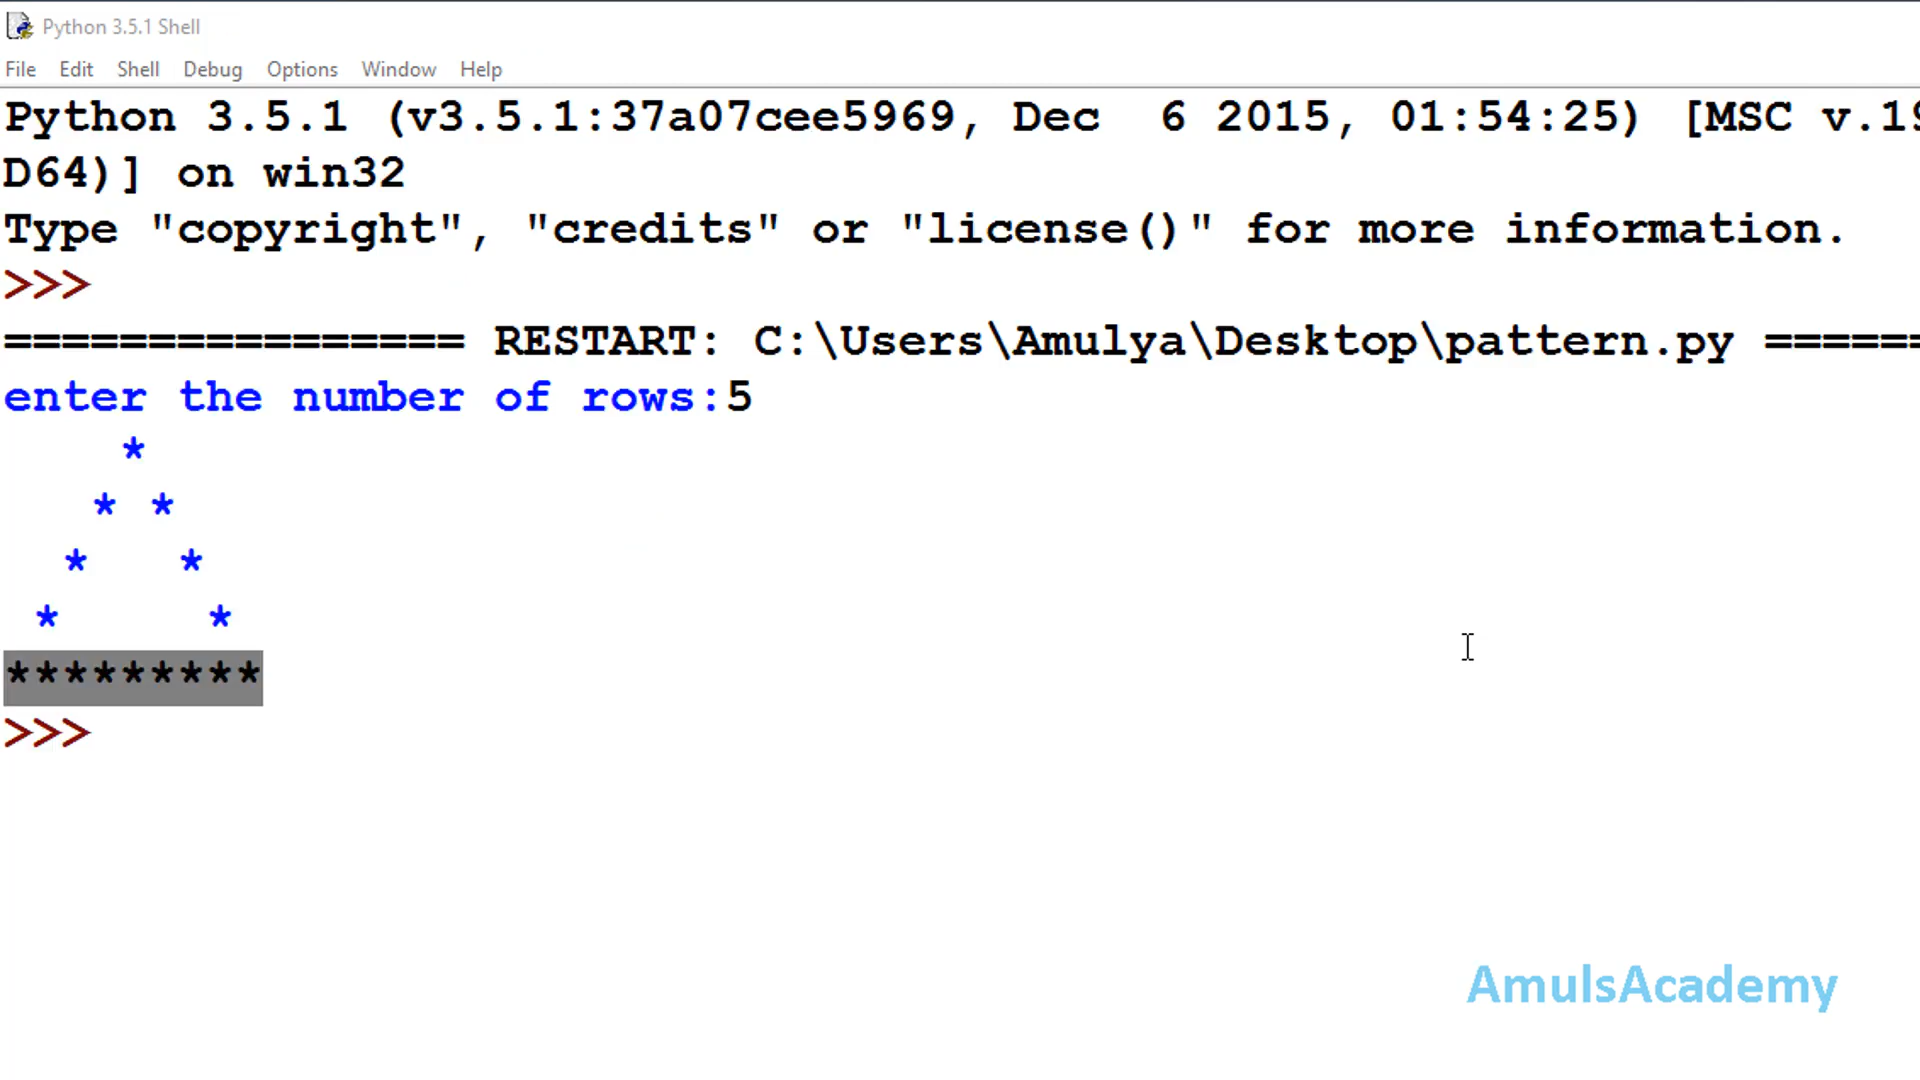 Python 3.5.1 Shell
File Edit Shell Debug Options Window Help
Python 3.5.1 (v3.5.1:37a07cee5969, Dec  6 2015, 01:54:25) [MSC v.19
D64)] on win32
Type "copyright", "credits" or "license()" for more information.
>>>
================ RESTART: C:\Users\Amulya\Desktop\pattern.py ======
enter the number of rows:5
    *
   * *
  *   *
 *     *
*********
>>>
AmulsAcademy